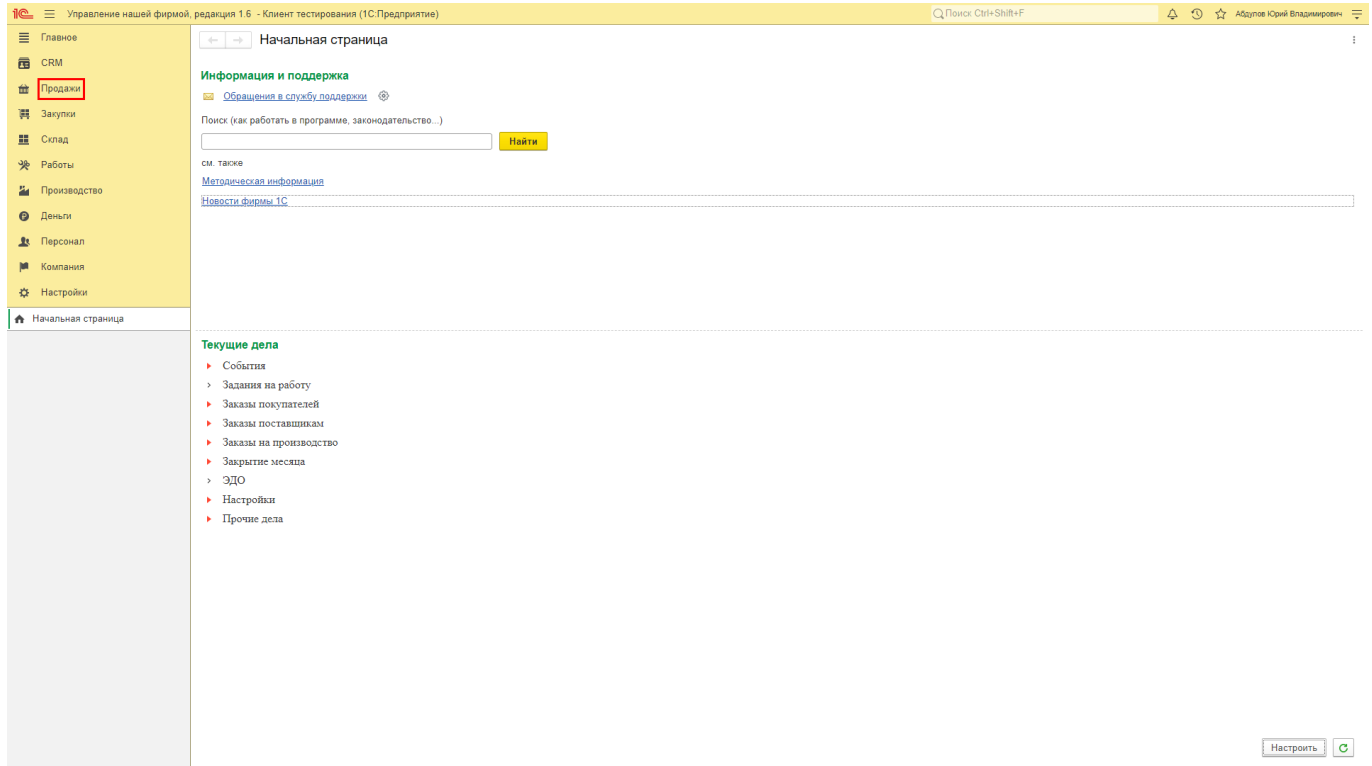 1С Управление нашей фирмой, редакция 1.6 - Клиент тестирования (1С:Предприятие) Поиск Ctrl+Shift+F Абдулов Юрий Владимирович
Главное
CRM
Продажи
Закупки
Склад
Работы
Производство
Деньги
Персонал
Компания
Настройки
Начальная страница
Начальная страница
Информация и поддержка
Обращения в службу поддержки
Поиск (как работать в программе, законодательство...)
Найти
см. также
Методическая информация
Новости фирмы 1С
Текущие дела
События
Задания на работу
Заказы покупателей
Заказы поставщикам
Заказы на производство
Закрытие месяца
ЭДО
Настройки
Прочие дела
Настроить